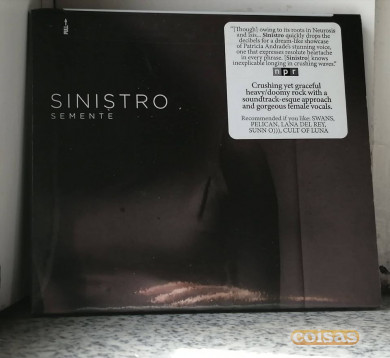 "[Though] owing to its roots in Neurosis
and Isis... Sinistro quickly drops the
decibels for a dream-like showcase
of Patricia Andrade's stunning voice,
one that expresses resolute heartache
in every phrase. [Sinistro] knows
inexplicable longing in crushing waves."
npr
Crushing yet graceful
heavy/doomy rock with a
soundtrack-esque approach
and gorgeous female vocals.
Recommended if you like: SWANS,
PELICAN, LANA DEL REY,
SUNN O))), CULT OF LUNA
SINISTRO .
SEMENTE
coisas